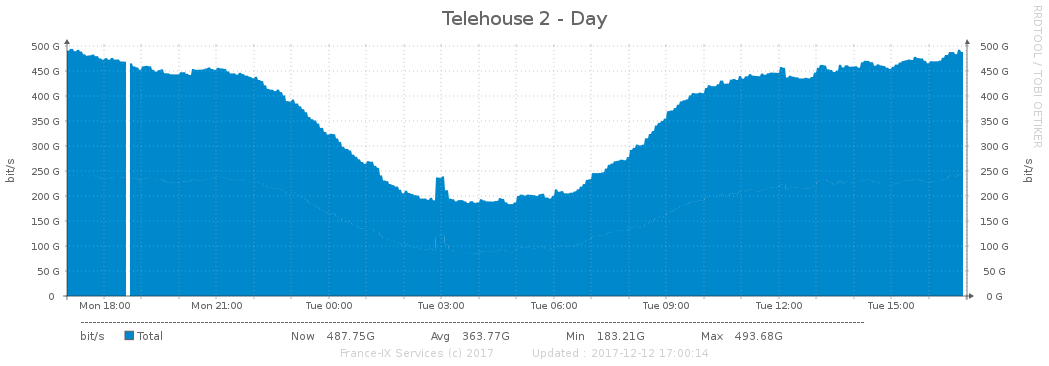 Telehouse 2 - Day
RRDTOOL / TOBI OETIKER
500 G 500 G
450 G 450 G
400 G 400 G
350 G 350 G
300 G 300 G
250 G 250 G
200 G 200 G
150 G 150 G
100 G 100 G
50 G 50 G
0 0 G
bit/s
bit/s
Mon 18:00 Mon 21:00 Tue 00:00 Tue 03:00 Tue 06:00 Tue 09:00 Tue 12:00 Tue 15:00
bit/s Total Now 487.75G Avg 363.77G Min 183.21G Max 493.68G
France-IX Services (c) 2017 Updated : 2017-12-12 17:00:14